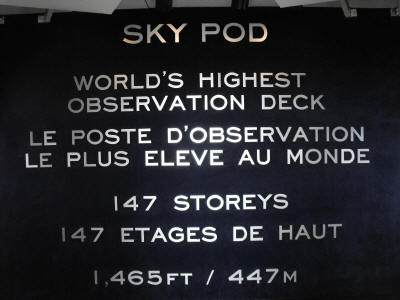 SKY POD
WORLD'S HIGHEST
OBSERVATION DECK
LE POSTE D'OBSERVATION
LE PLUS ELEVE AU MONDE
147 STOREYS
147 ETAGES DE HAUT
1,465FT / 447M